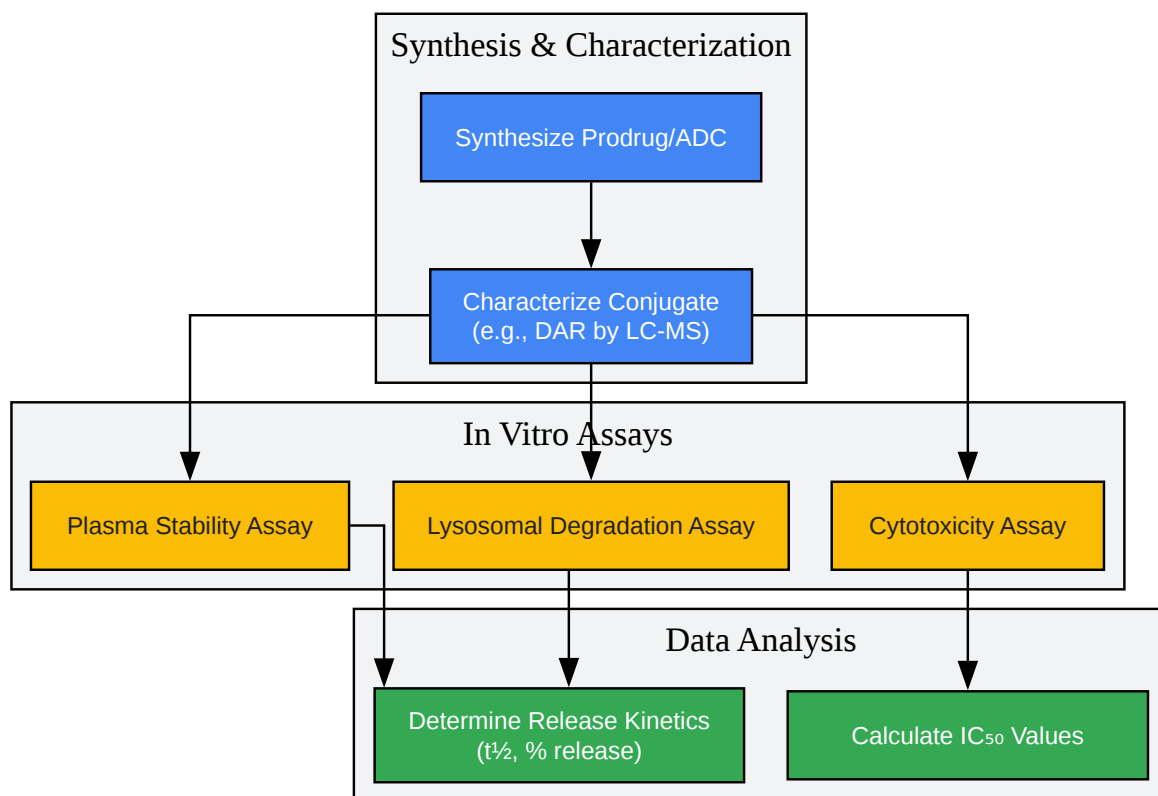 Synthesis & Characterization
Synthesize Prodrug/ADC
Characterize Conjugate
(e.g., DAR by LC-MS)
In Vitro Assays
Plasma Stability Assay
Lysosomal Degradation Assay
Cytotoxicity Assay
Data Analysis
Determine Release Kinetics
(t½, % release)
Calculate IC₅₀ Values